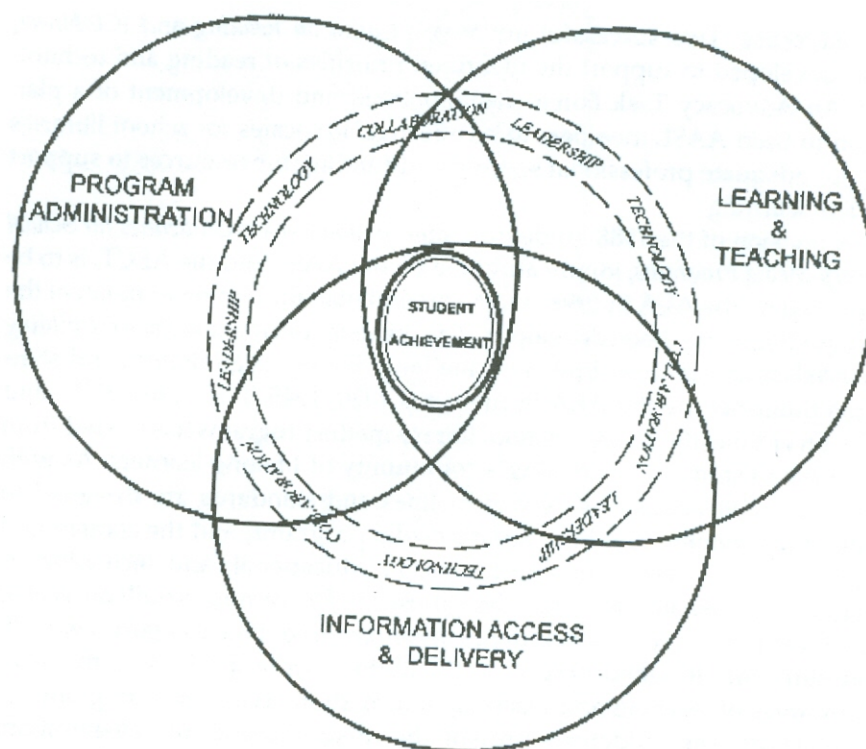 PROGRAM
ADMINISTRATION
LEARNING
&
TEACHING
COLLABORATION
LEADERSHIP
TECHNOLOGY
COLLABORATION
LEADERSHIP
TECHNOLOGY
COLLABORATION
LEADERSHIP
TECHNOLOGY
STUDENT
ACHIEVEMENT
INFORMATION ACCESS
& DELIVERY